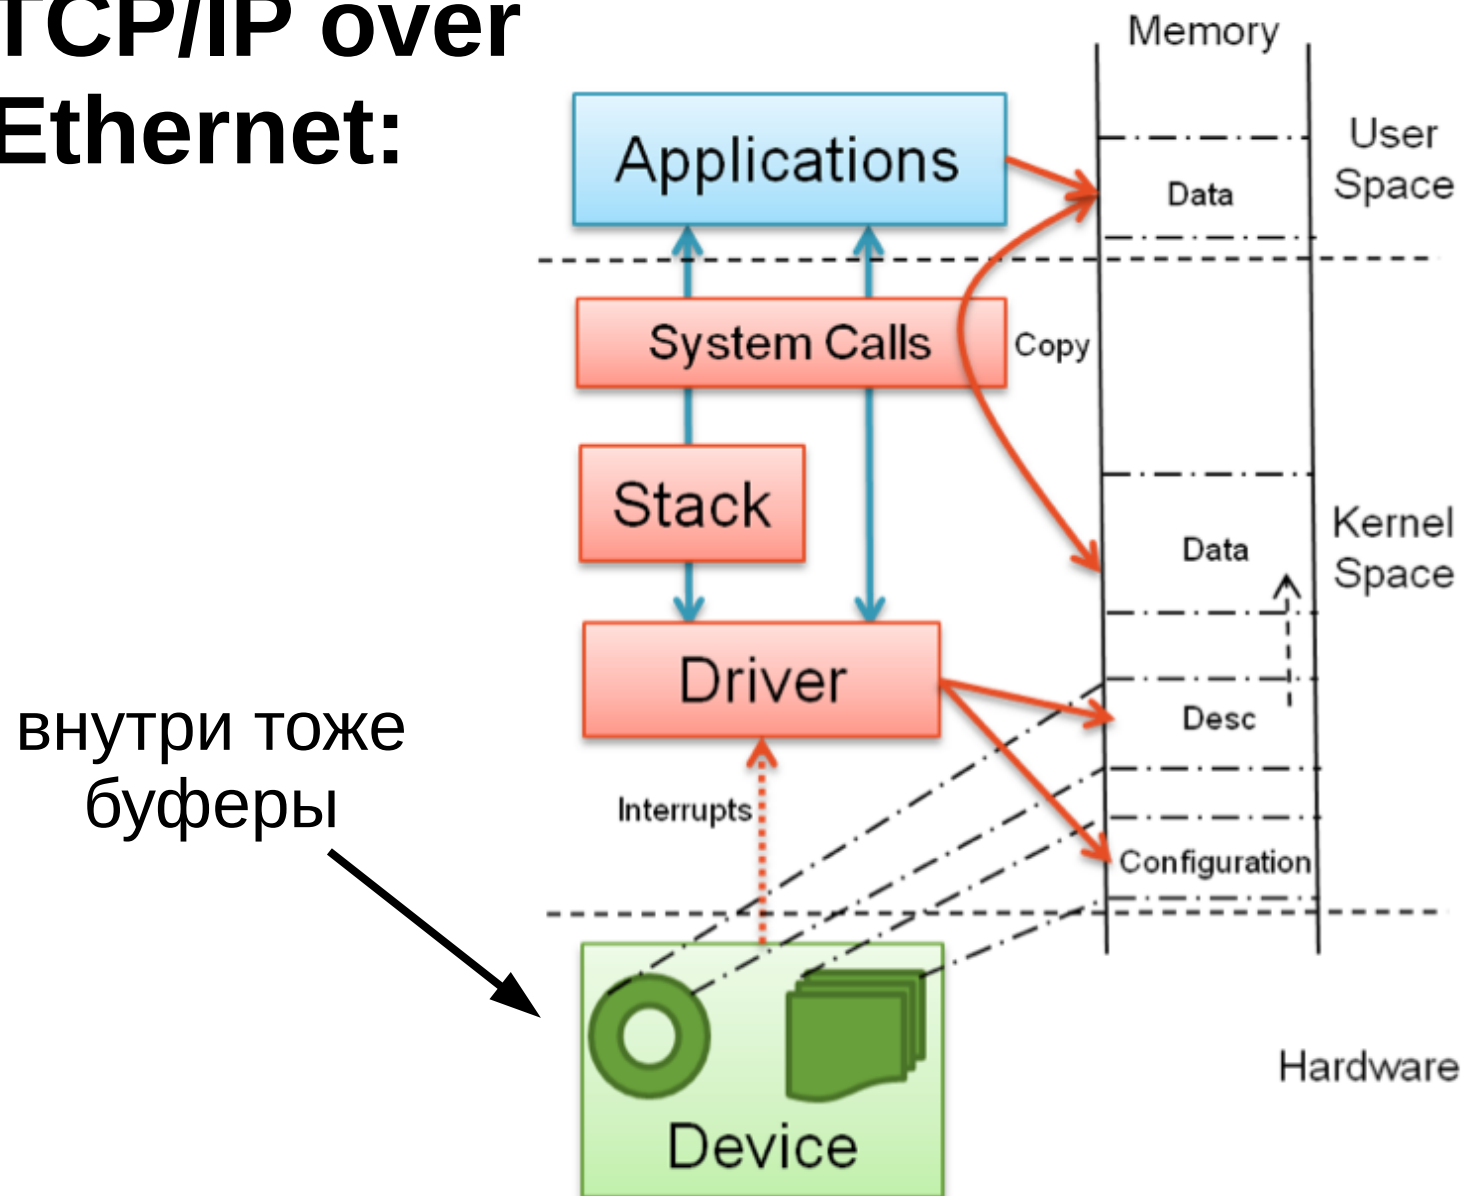 TCP/IP over
Ethernet:
Memory
Applications
User
Space
Data
System Calls
Copy
Stack
Data
Kernel
Space
Driver
Desc
внутри тоже
буферы
Interrupts
Configuration
Hardware
Device